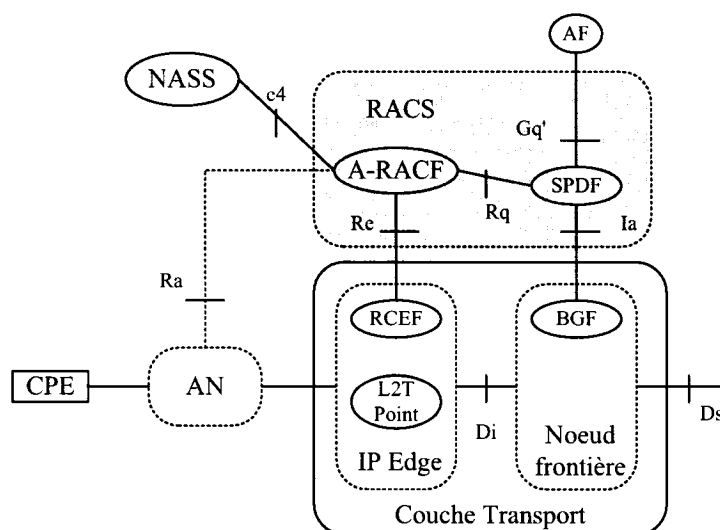 AF
NASS
c4
RACS
Gq'
A-RACF
SPDF
Rq
Re
Ia
Ra
RCEF
BGF
CPE
AN
L2T
Point
Di
Ds
IP Edge
Noeud
frontière
Couche Transport